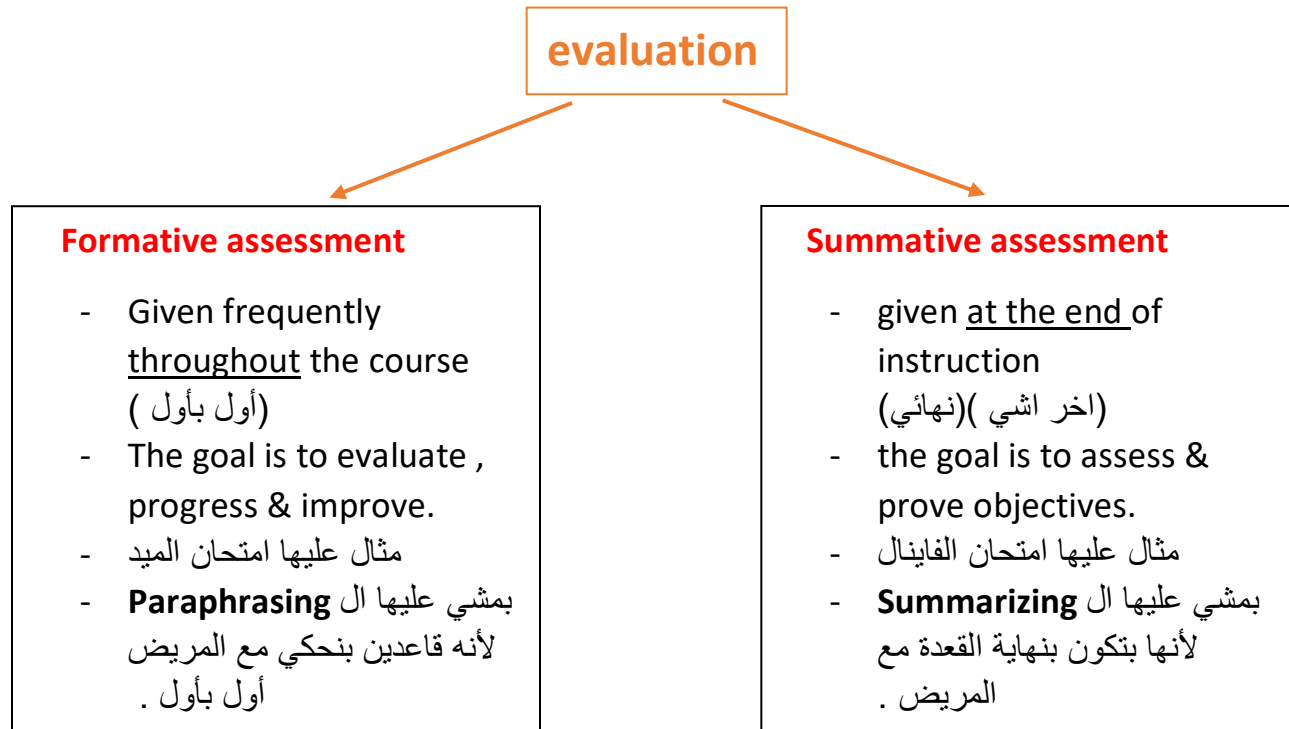 evaluation
Formative assessment
- Given frequently
throughout the course
(أول بأول )
- The goal is to evaluate ,
progress & improve.
- مثال عليها امتحان الميد
- بمشي عليها ال Paraphrasing
لأنه قاعدين بنحكي مع المريض
أول بأول .
Summative assessment
- given at the end of
instruction
(اخر اشي )(نهائي)
- the goal is to assess &
prove objectives.
- مثال عليها امتحان الفاينال
- بمشي عليها ال Summarizing
لأنها بتكون بنهاية القعدة مع
المريض .